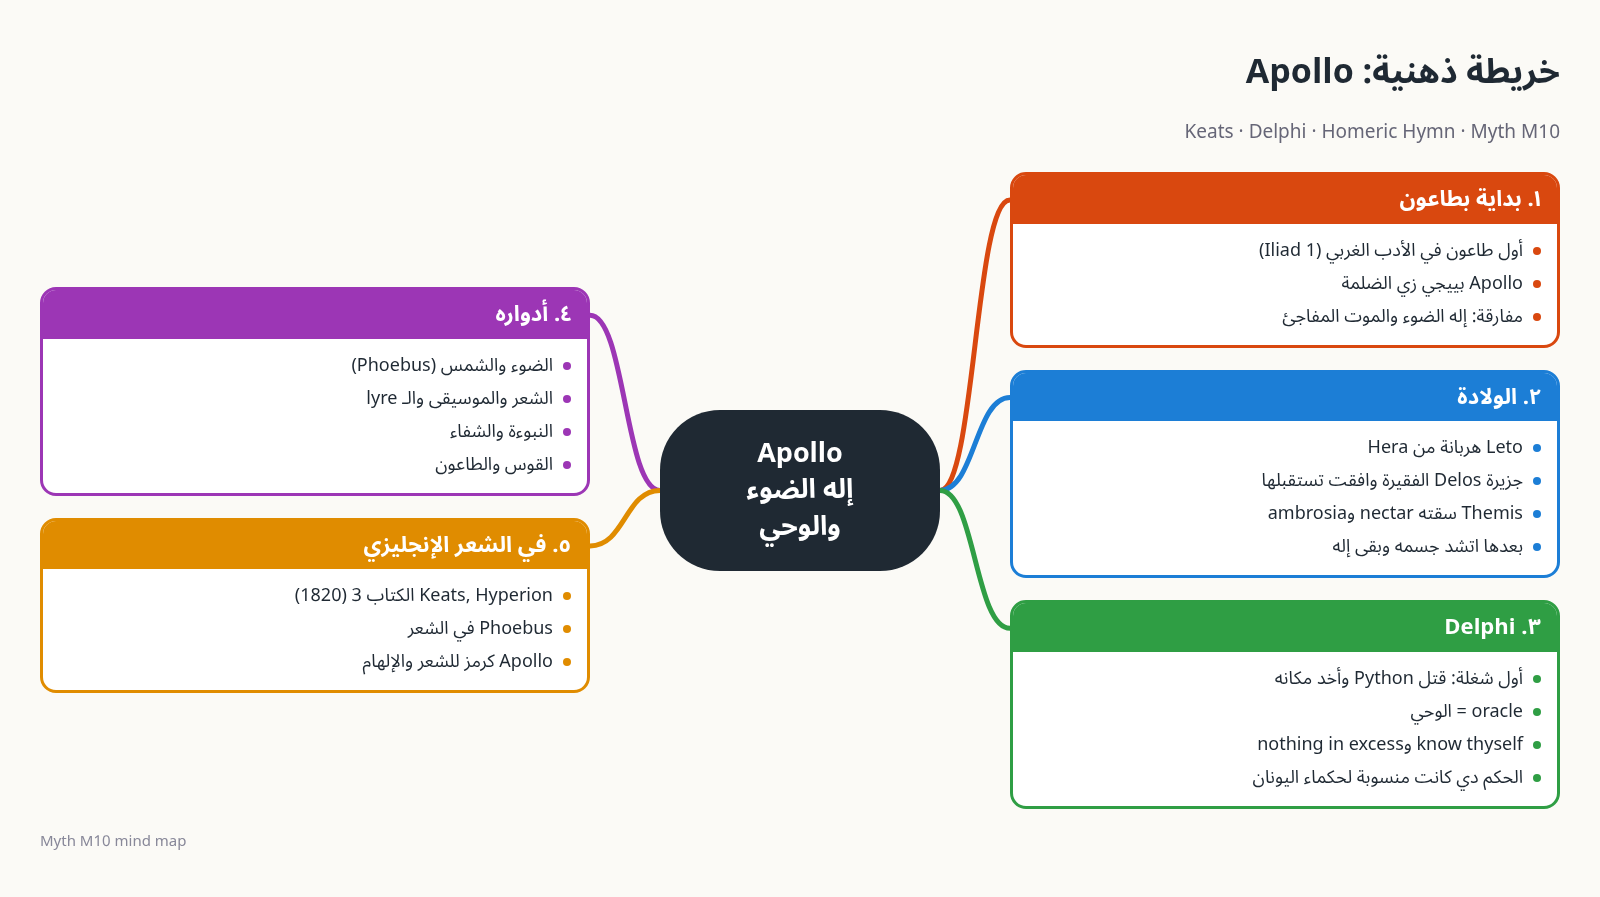 خريطة ذهنية: Apollo
Keats · Delphi · Homeric Hymn · Myth M10
١. بداية بطاعون
أول طاعون في الأدب الغربي (Iliad 1)
Apollo بييجي زي الضلمة
مفارقة: إله الضوء والموت المفاجئ
٢. الولادة
Leto هربانة من Hera
جزيرة Delos الفقيرة وافقت تستقبلها
Themis سقته nectar وambrosia
بعدها اتشد جسمه وبقى إله
٣. Delphi
أول شغلة: قتل Python وأخد مكانه
oracle = الوحي
know thyself وnothing in excess
الحكم دي كانت منسوبة لحكماء اليونان
Apollo
إله الضوء
والوحي
٤. أدواره
الضوء والشمس (Phoebus)
الشعر والموسيقى والـ lyre
النبوءة والشفاء
القوس والطاعون
٥. في الشعر الإنجليزي
Keats, Hyperion الكتاب 3 (1820)
Phoebus في الشعر
Apollo كرمز للشعر والإلهام
Myth M10 mind map